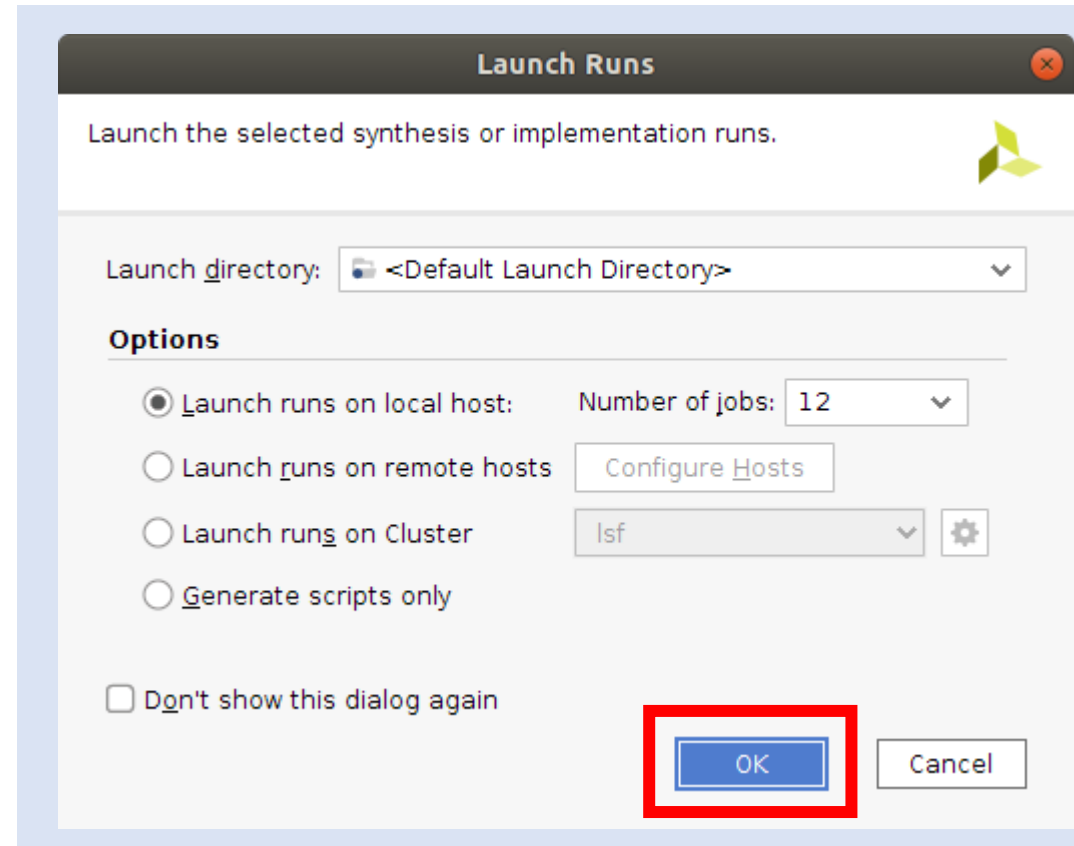 Launch Runs
Launch the selected synthesis or implementation runs.
Launch directory: <Default Launch Directory>
Options
Launch runs on local host: Number of jobs: 12
Launch runs on remote hosts Configure Hosts
Launch runs on Cluster lsf
Generate scripts only
Don't show this dialog again
OK Cancel